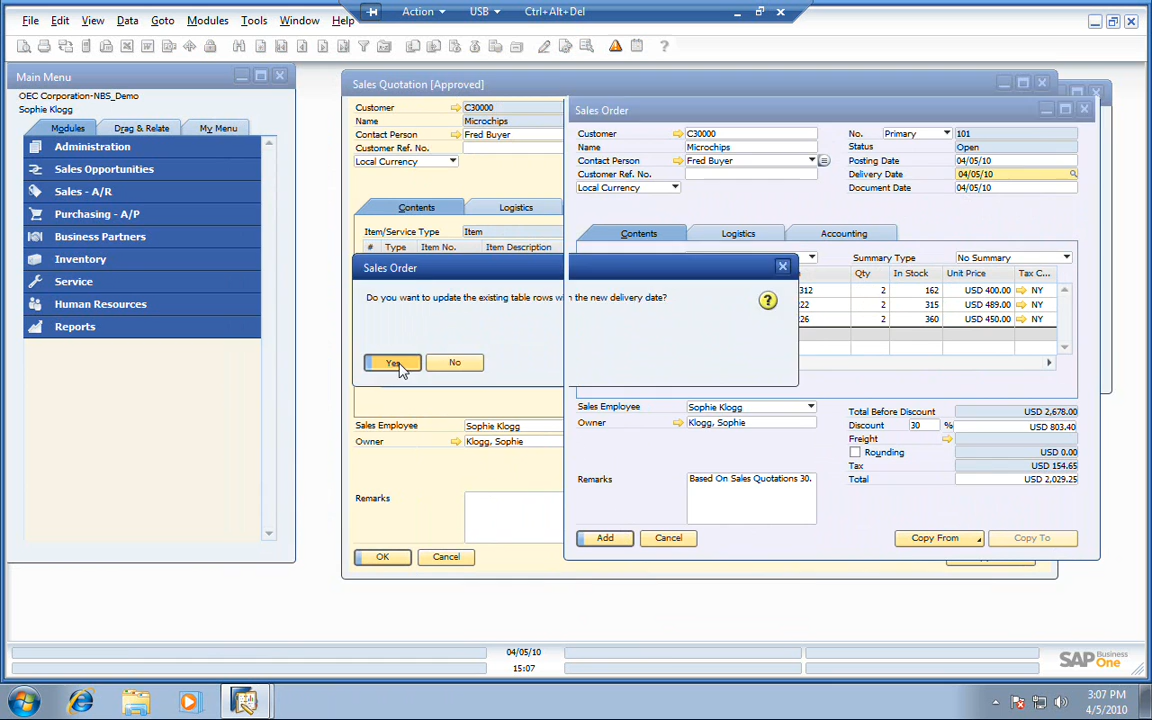 Action USB Ctrl+Alt+Del
File Edit View Data Goto Modules Tools Window Help
Main Menu
OEC Corporation-NBS_Demo
Sophie Klogg
Modules Drag & Relate My Menu
Administration
Sales Opportunities
Sales - A/R
Purchasing - A/P
Business Partners
Inventory
Service
Human Resources
Reports
Sales Quotation [Approved]
Customer C30000
Name Microchips
Contact Person Fred Buyer
Customer Ref. No.
Local Currency
Contents Logistics
Item/Service Type Item
# Type Item No. Item Description
Sales Employee Sophie Klogg
Owner Klogg, Sophie
Remarks
OK Cancel
Sales Order
Customer C30000 No. Primary 101
Name Microchips Status Open
Contact Person Fred Buyer Posting Date 04/05/10
Customer Ref. No. Delivery Date 04/05/10
Local Currency Document Date 04/05/10
Contents Logistics Accounting
Summary Type No Summary
Qty In Stock Unit Price Tax C...
312 2 162 USD 400.00 NY
22 2 315 USD 489.00 NY
26 2 360 USD 450.00 NY
Sales Order
Do you want to update the existing table rows with the new delivery date?
Yes No
Sales Employee Sophie Klogg Total Before Discount USD 2,678.00
Owner Klogg, Sophie Discount 30 % USD 803.40
Freight
Rounding USD 0.00
Tax USD 154.65
Remarks Based On Sales Quotations 30. Total USD 2,029.25
Add Cancel Copy From Copy To
04/05/10
15:07
SAP Business One
3:07 PM
4/5/2010